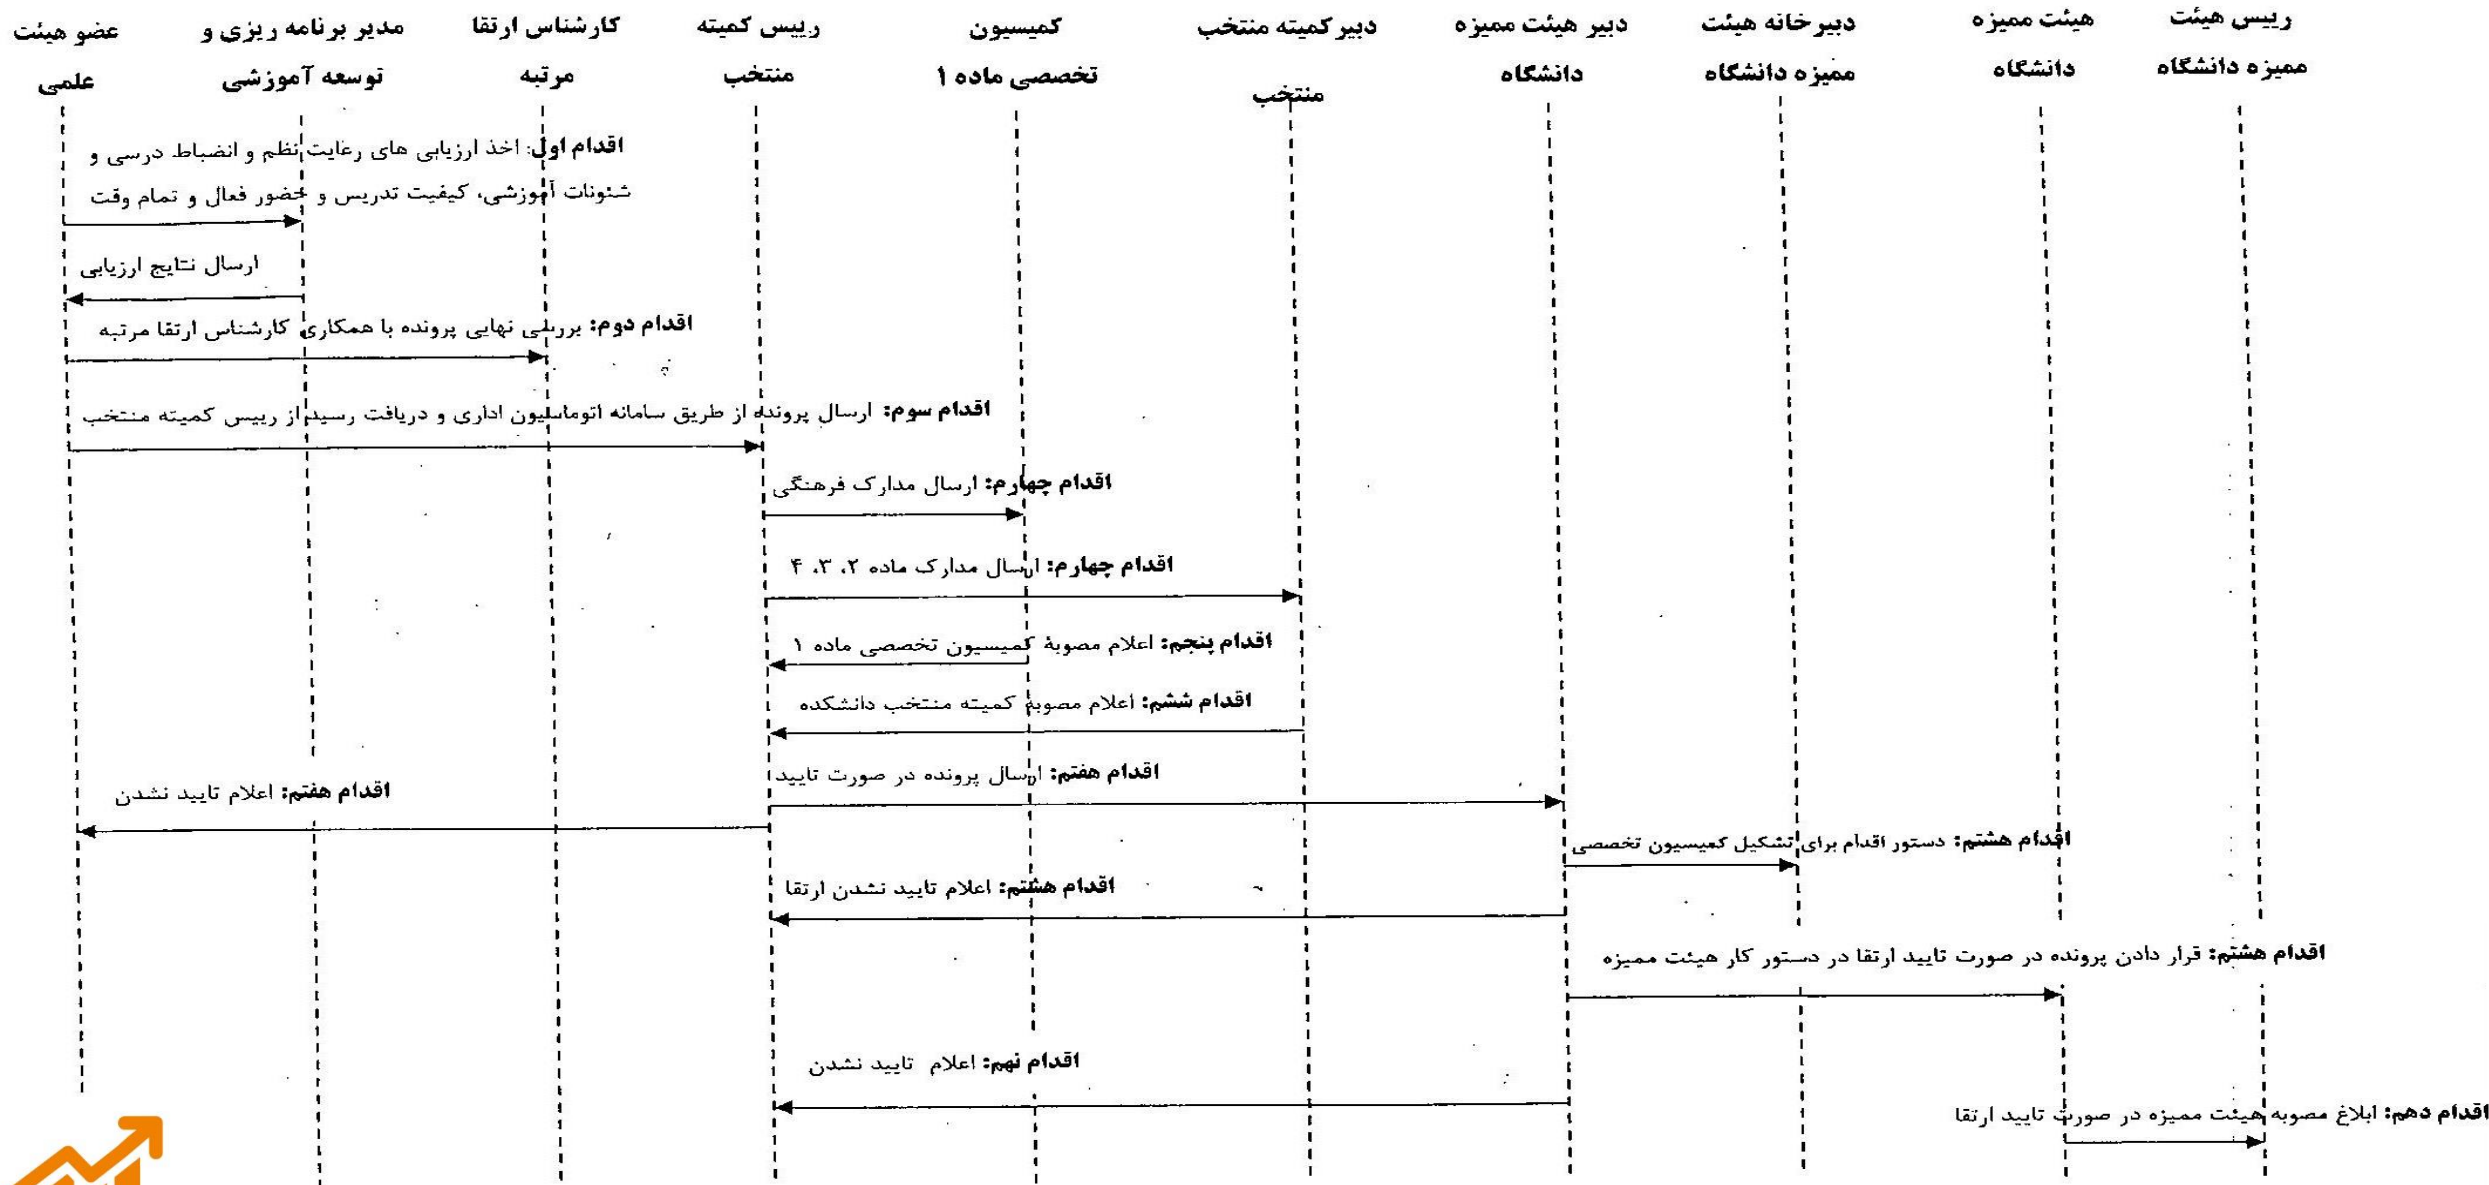 رییس هیئت
ممیزه دانشگاه
هیئت ممیزه
دانشگاه
دبیرخانه هیئت
ممیزه دانشگاه
دبیر هیئت ممیزه
دانشگاه
دبیر کمیته منتخب
منتخب
کمیسیون
تخصصی ماده ۱
رییس کمیته
منتخب
کارشناس ارتقا
مرتبه
مدیر برنامه ریزی و
توسعه آموزشی
عضو هیئت
علمی
اقدام اول: اخذ ارزیابی های رعایت نظم و انضباط درسی و
شئونات آموزشی، کیفیت تدریس و حضور فعال و تمام وقت
ارسال نتایج ارزیابی
اقدام دوم: بررسی نهایی پرونده با همکاری کارشناس ارتقا مرتبه
اقدام سوم: ارسال پرونده از طریق سامانه اتوماسیون اداری و دریافت رسید از رییس کمیته منتخب
اقدام چهارم: ارسال مدارک فرهنگی
اقدام چهارم: ارسال مدارک ماده ۲، ۳، ۴
اقدام پنجم: اعلام مصوبۀ کمیسیون تخصصی ماده ۱
اقدام ششم: اعلام مصوبۀ کمیته منتخب دانشکده
اقدام هفتم: ارسال پرونده در صورت تایید
اقدام هفتم: اعلام تایید نشدن
اقدام هشتم: دستور اقدام برای تشکیل کمیسیون تخصصی
اقدام هشتم: اعلام تایید نشدن ارتقا
اقدام هشتم: قرار دادن پرونده در صورت تایید ارتقا در دستور کار هیئت ممیزه
اقدام نهم: اعلام تایید نشدن
اقدام دهم: ابلاغ مصوبه هیئت ممیزه در صورت تایید ارتقا